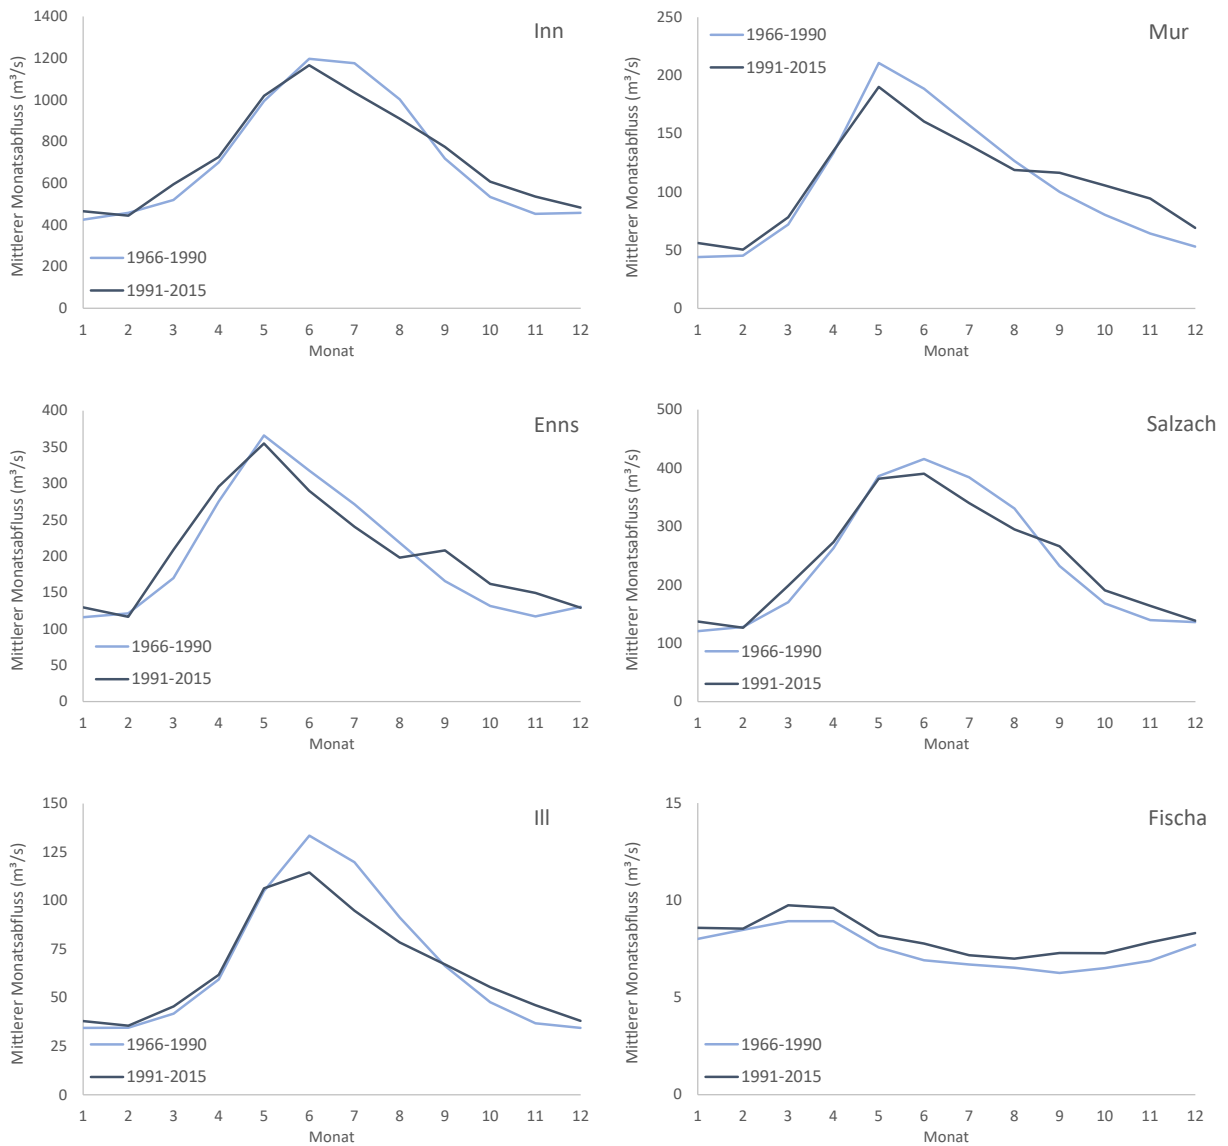 Inn
Mittlerer Monatsabfluss (m³/s)
1400
1200
1000
800
600
400
200
0
1966-1990
1991-2015
1 2 3 4 5 6 7 8 9 10 11 12
Monat
Mur
Mittlerer Monatsabfluss (m³/s)
250
200
150
100
50
0
1966-1990
1991-2015
1 2 3 4 5 6 7 8 9 10 11 12
Monat
Enns
Mittlerer Monatsabfluss (m³/s)
400
350
300
250
200
150
100
50
0
1966-1990
1991-2015
1 2 3 4 5 6 7 8 9 10 11 12
Monat
Salzach
Mittlerer Monatsabfluss (m³/s)
500
400
300
200
100
0
1966-1990
1991-2015
1 2 3 4 5 6 7 8 9 10 11 12
Monat
Ill
Mittlerer Monatsabfluss (m³/s)
150
125
100
75
50
25
0
1966-1990
1991-2015
1 2 3 4 5 6 7 8 9 10 11 12
Monat
Fischa
Mittlerer Monatsabfluss (m³/s)
15
10
5
0
1966-1990
1991-2015
1 2 3 4 5 6 7 8 9 10 11 12
Monat